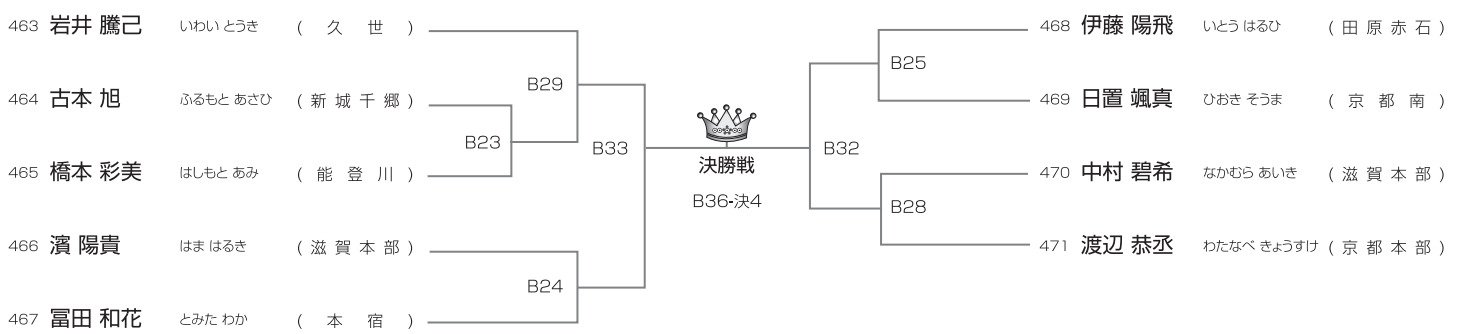 463 岩井 騰己 いわい とうき ( 久 世 )
464 古本 旭 ふるもと あさひ ( 新 城 千 郷 )
465 橋本 彩美 はしもと あみ ( 能 登 川 )
466 濱 陽貴 はま はるき ( 滋 賀 本 部 )
467 冨田 和花 とみた わか ( 本 宿 )
B29
B23
B33
B24
決勝戦
B36-決4
B25
B32
B28
468 伊藤 陽飛 いとう はるひ ( 田 原 赤 石 )
469 日置 颯真 ひおき そうま ( 京 都 南 )
470 中村 碧希 なかむら あいき ( 滋 賀 本 部 )
471 渡辺 恭丞 わたなべ きょうすけ ( 京 都 本 部 )